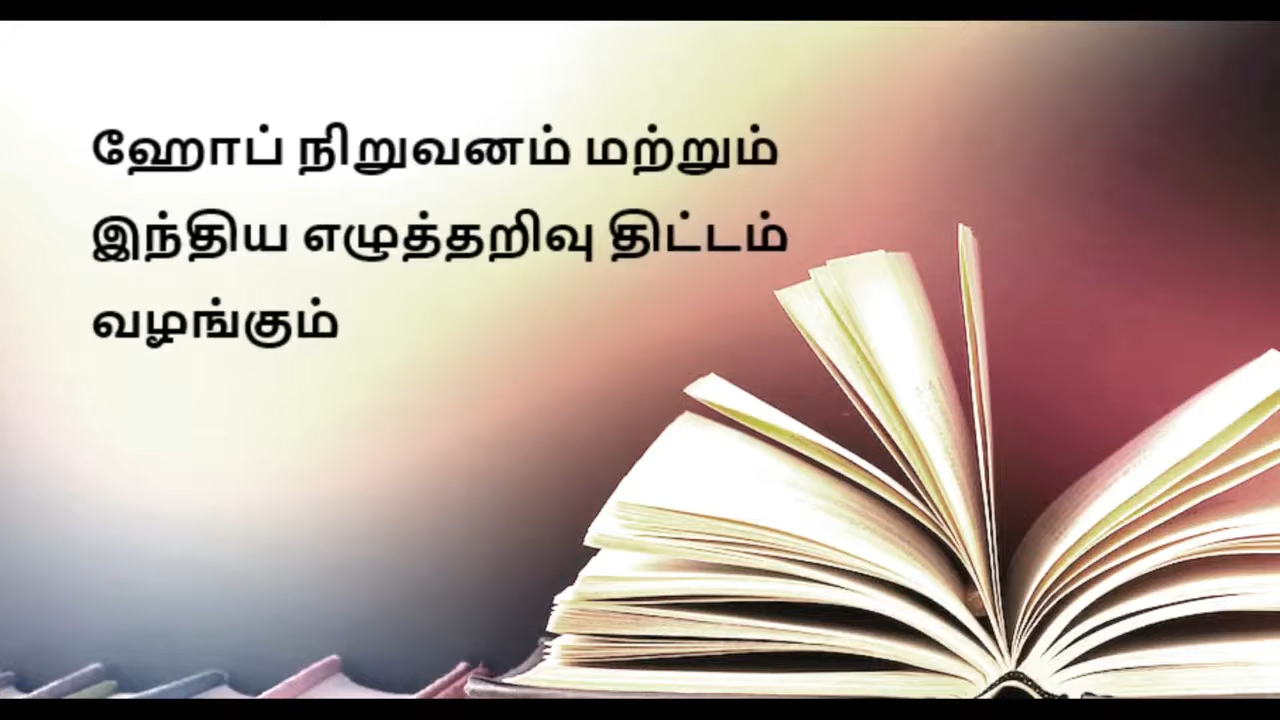 ஹோப் நிறுவனம் மற்றும்
இந்திய எழுத்தறிவு திட்டம்
வழங்கும்